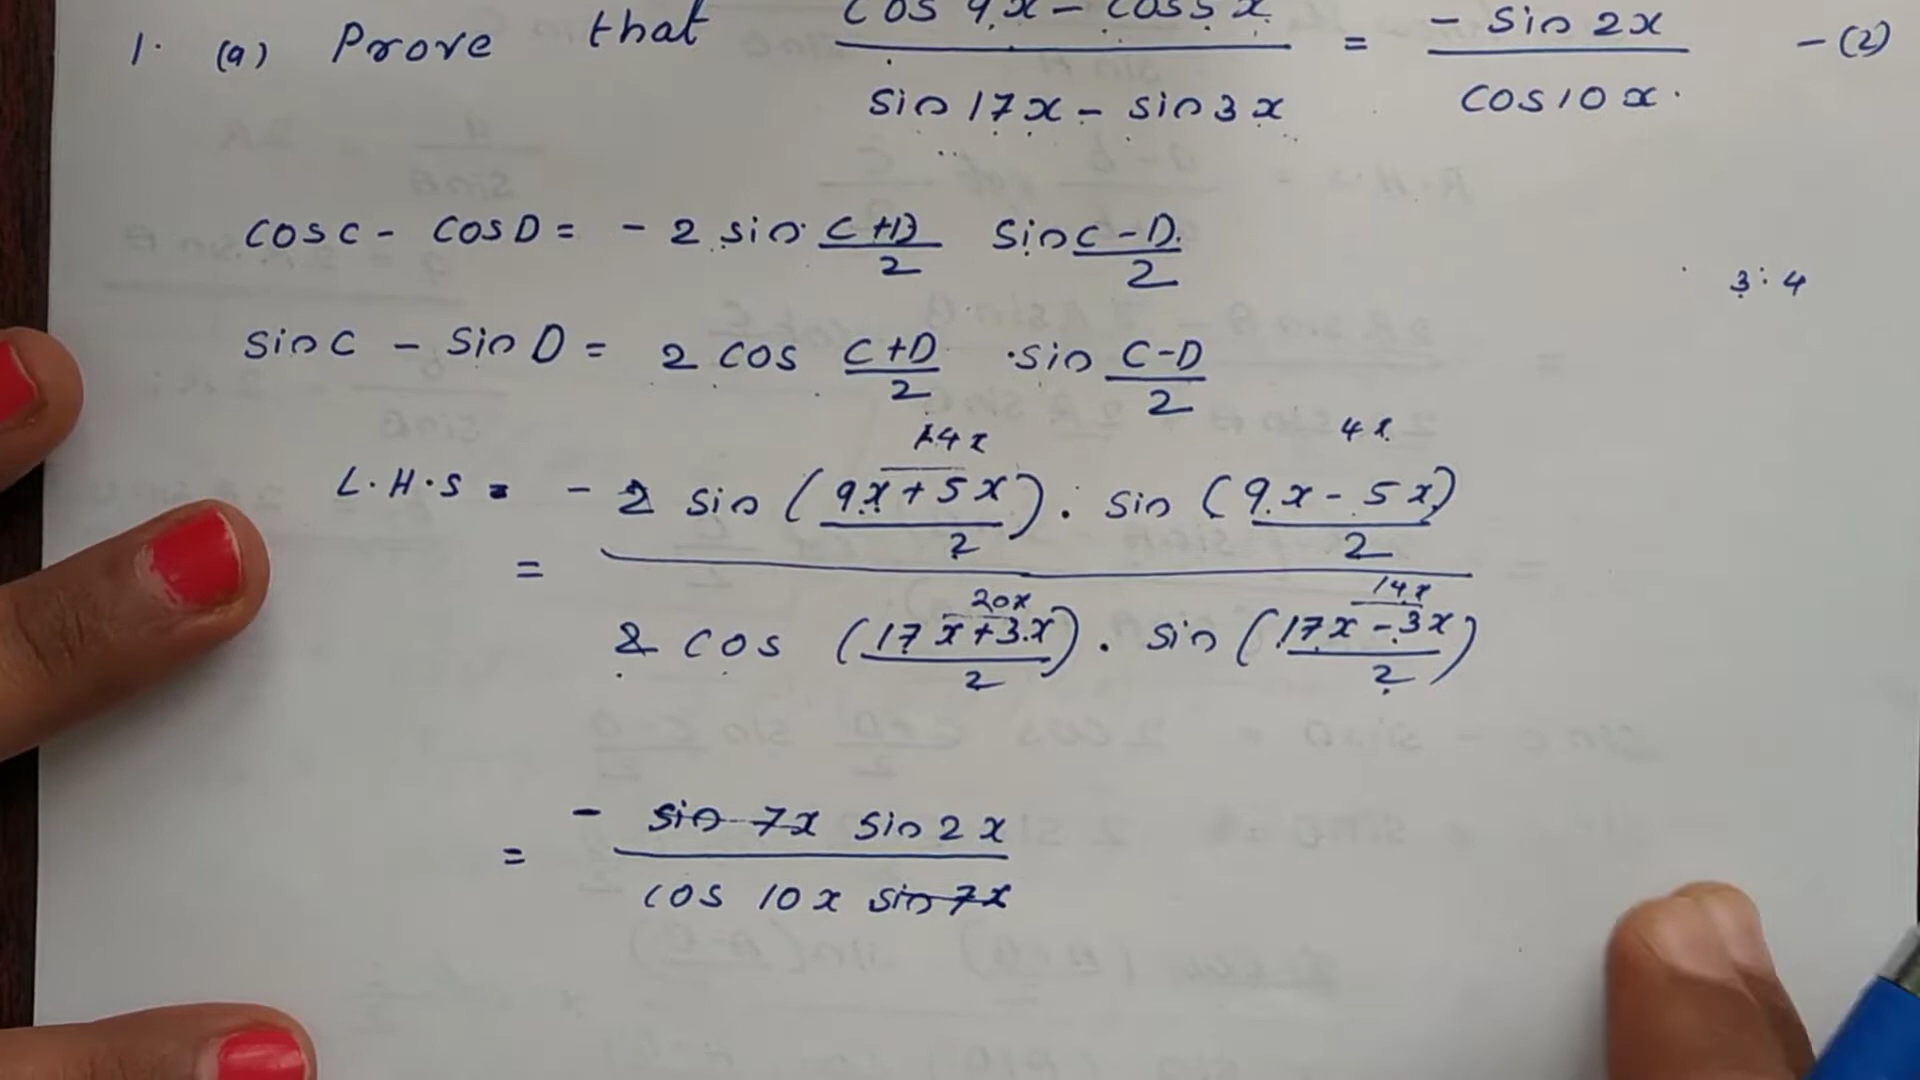 1. (a) Prove that cos 9x - cos 5x / sin 17x - sin 3x = - sin 2x / cos 10x. - (2)
cos C - cos D = - 2 sin C+D / 2 sin C-D. / 2
3:4
sin C - sin D = 2 cos C+D / 2 . sin C-D / 2
14x 4x
L.H.S = - 2 sin (9x + 5x / 2) . sin (9x - 5x / 2)
=
20x 14x
2 cos (17x + 3x / 2) . sin (17x - 3x / 2)
= - sin 7x sin 2x / cos 10x sin 7x